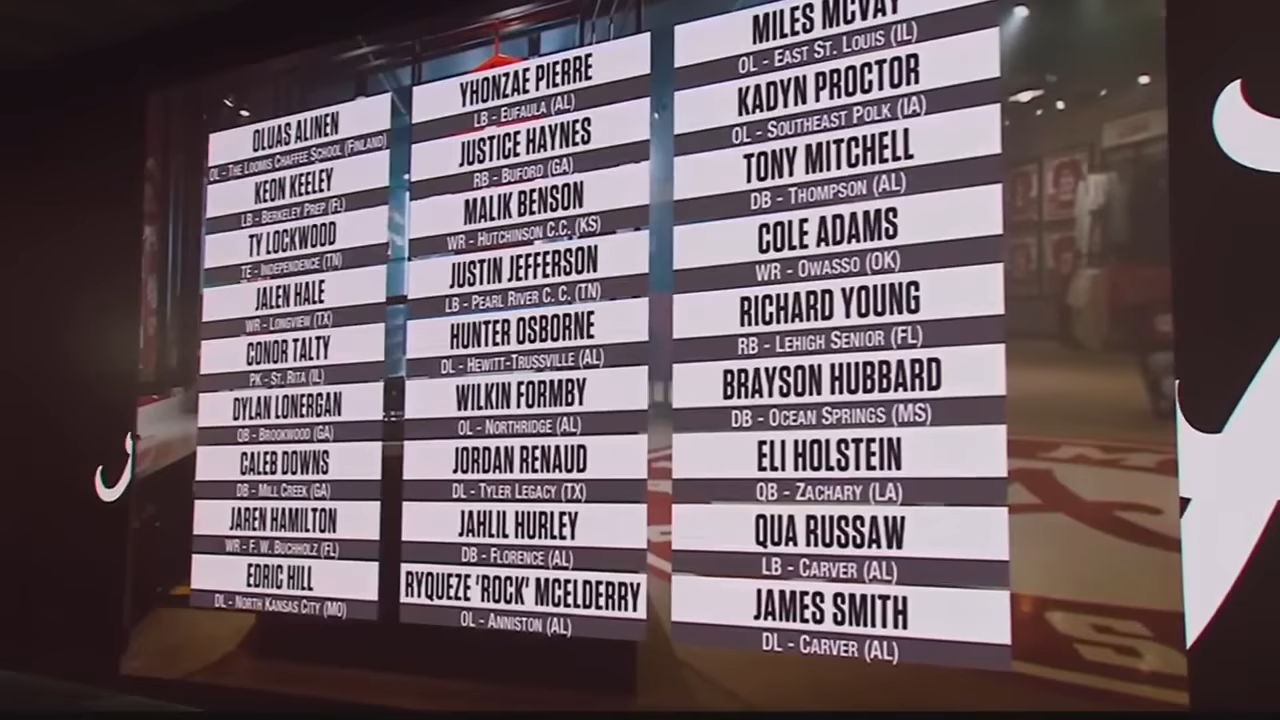 OLUAS ALINEN
OL - THE LOOMIS CHAFFEE SCHOOL (FINLAND)
KEON KEELEY
LB - BERKELEY PREP (FL)
TY LOCKWOOD
TE - INDEPENDENCE (TN)
JALEN HALE
WR - LONGVIEW (TX)
CONOR TALTY
PK - ST. RITA (IL)
DYLAN LONERGAN
QB - BROOKWOOD (GA)
CALEB DOWNS
DB - MILL CREEK (GA)
JAREN HAMILTON
WR - F. W. BUCHHOLZ (FL)
EDRIC HILL
DL - NORTH KANSAS CITY (MO)
YHONZAE PIERRE
LB - EUFAULA (AL)
JUSTICE HAYNES
RB - BUFORD (GA)
MALIK BENSON
WR - HUTCHINSON C.C. (KS)
JUSTIN JEFFERSON
LB - PEARL RIVER C. C. (TN)
HUNTER OSBORNE
DL - HEWITT-TRUSSVILLE (AL)
WILKIN FORMBY
OL - NORTHRIDGE (AL)
JORDAN RENAUD
DL - TYLER LEGACY (TX)
JAHLIL HURLEY
DB - FLORENCE (AL)
RYQUEZE 'ROCK' MCELDERRY
OL - ANNISTON (AL)
MILES MCVAY
OL - EAST ST. LOUIS (IL)
KADYN PROCTOR
OL - SOUTHEAST POLK (IA)
TONY MITCHELL
DB - THOMPSON (AL)
COLE ADAMS
WR - OWASSO (OK)
RICHARD YOUNG
RB - LEHIGH SENIOR (FL)
BRAYSON HUBBARD
DB - OCEAN SPRINGS (MS)
ELI HOLSTEIN
QB - ZACHARY (LA)
QUA RUSSAW
LB - CARVER (AL)
JAMES SMITH
DL - CARVER (AL)